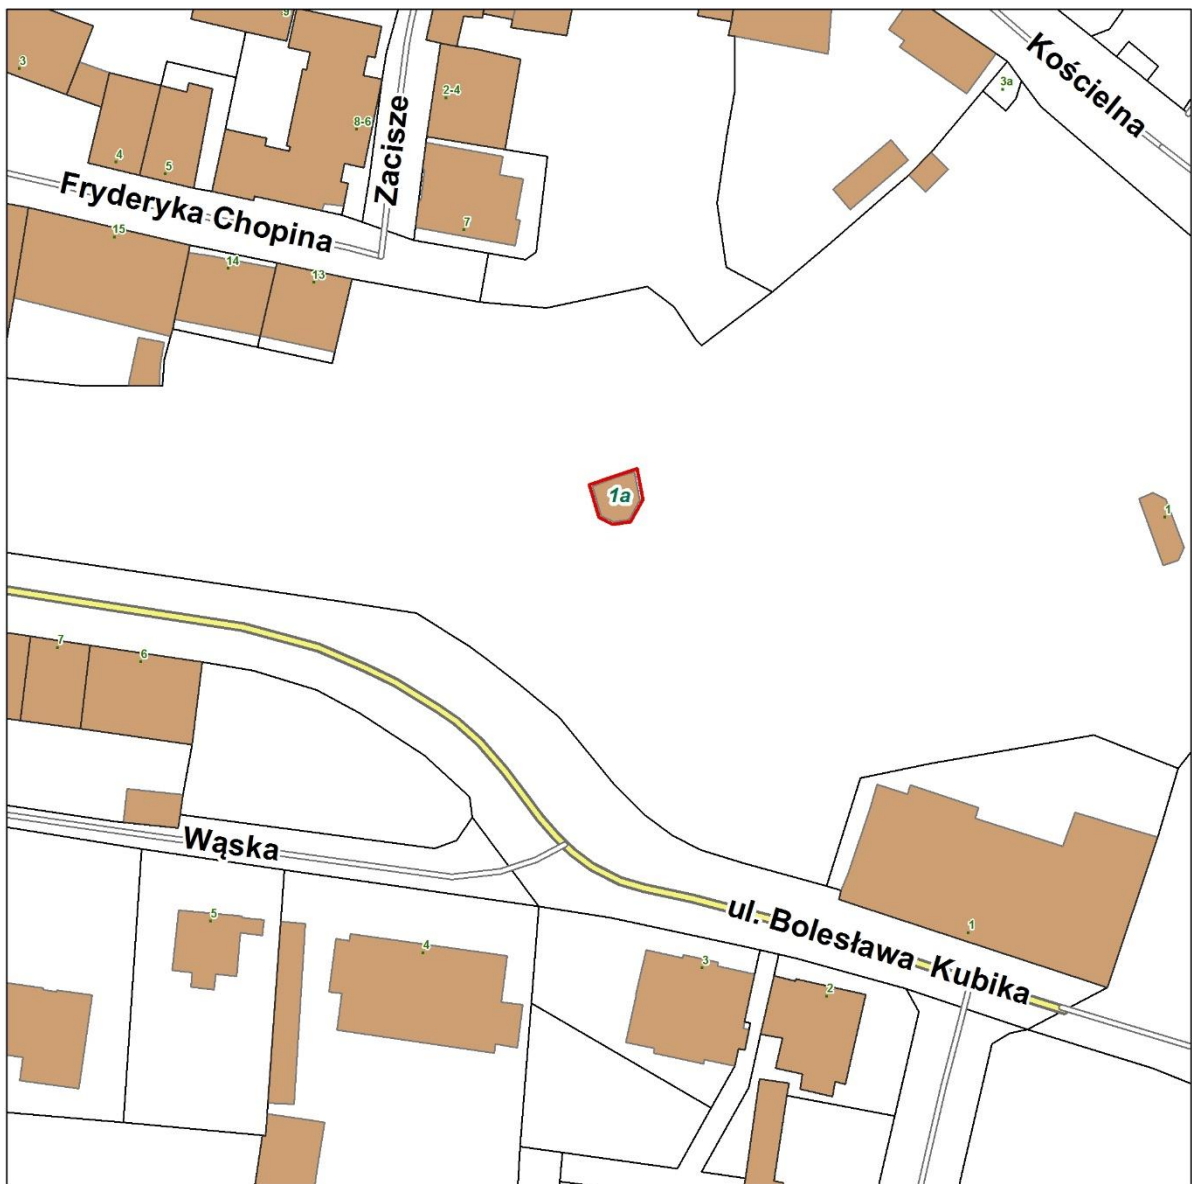 9
3
Kościelna
3a
2-4
8-6
4
5
Zacisze
Fryderyka Chopina
7
15
14
13
1a
1
7
6
Wąska
ul. Bolesława Kubika
5
4
3
1
2